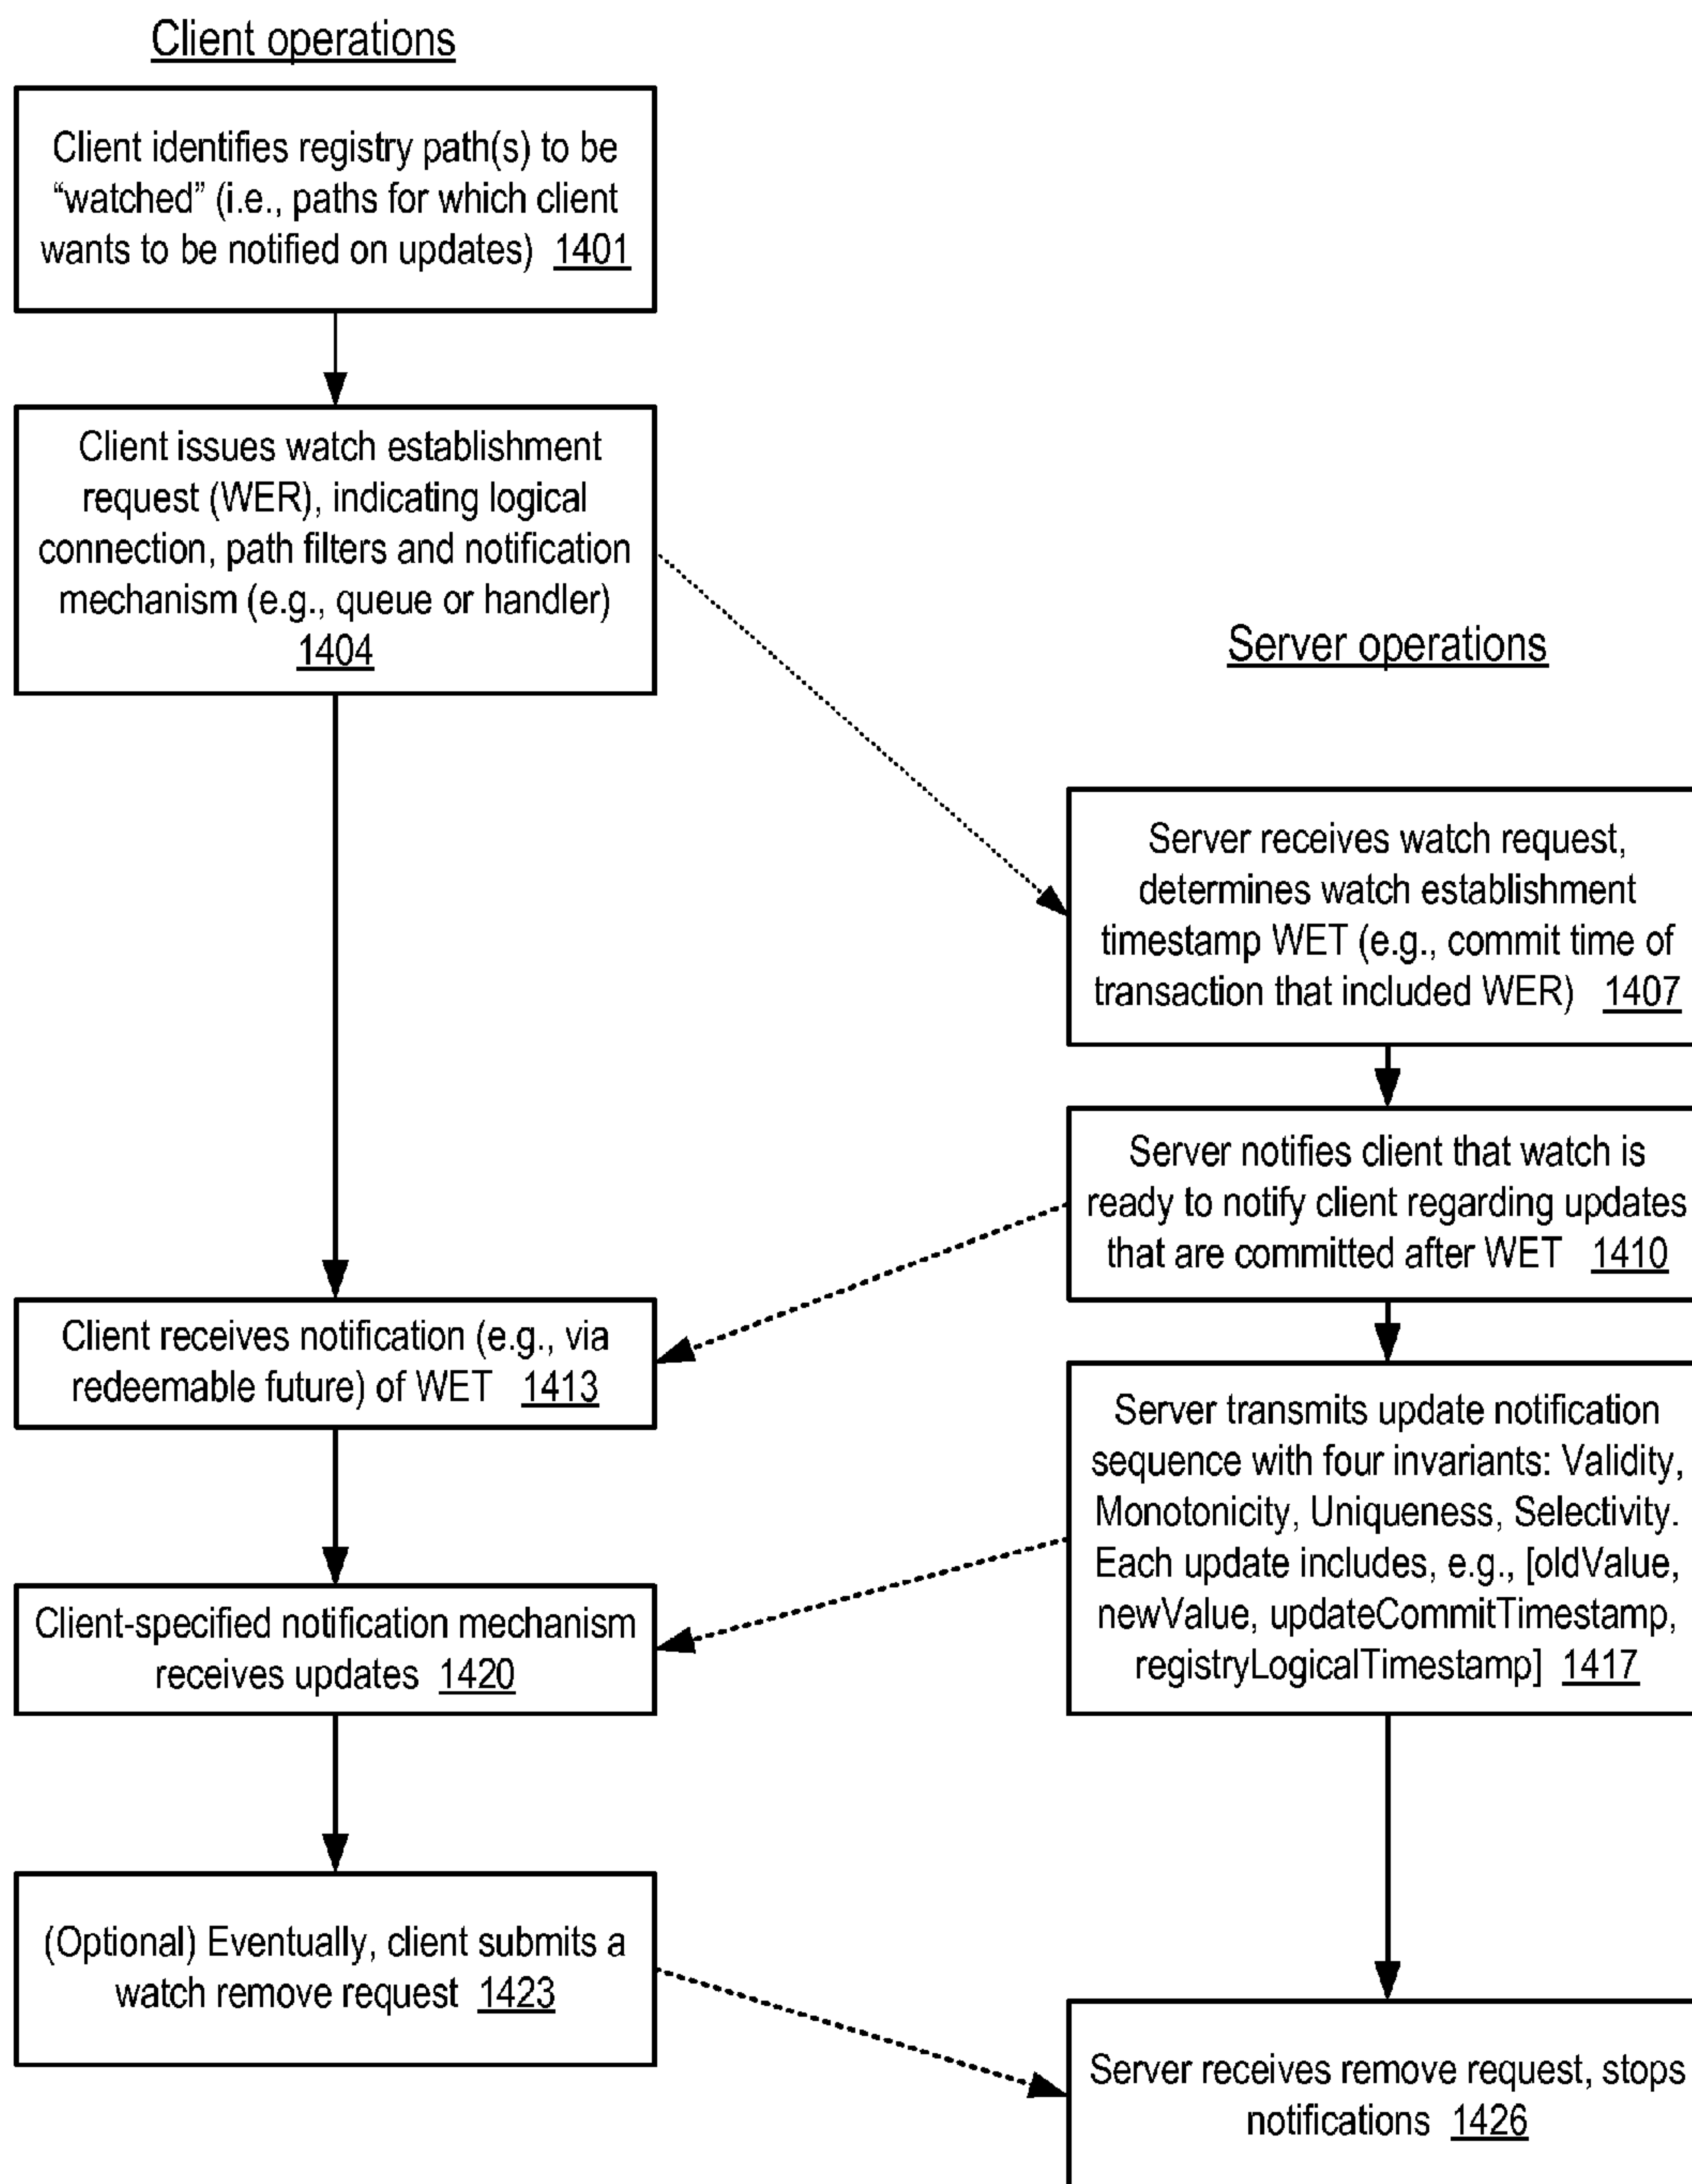 Client operations
Client identifies registry path(s) to be
“watched” (i.e., paths for which client
wants to be notified on updates) 1401
Client issues watch establishment
request (WER), indicating logical
connection, path filters and notification
mechanism (e.g., queue or handler)
1404
Server operations
Server receives watch request,
determines watch establishment
timestamp WET (e.g., commit time of
transaction that included WER) 1407
Server notifies client that watch is
ready to notify client regarding updates
that are committed after WET 1410
Client receives notification (e.g., via
redeemable future) of WET 1413
Server transmits update notification
sequence with four invariants: Validity,
Monotonicity, Uniqueness, Selectivity.
Each update includes, e.g., [oldValue,
newValue, updateCommitTimestamp,
registryLogicalTimestamp] 1417
Client-specified notification mechanism
receives updates 1420
(Optional) Eventually, client submits a
watch remove request 1423
Server receives remove request, stops
notifications 1426